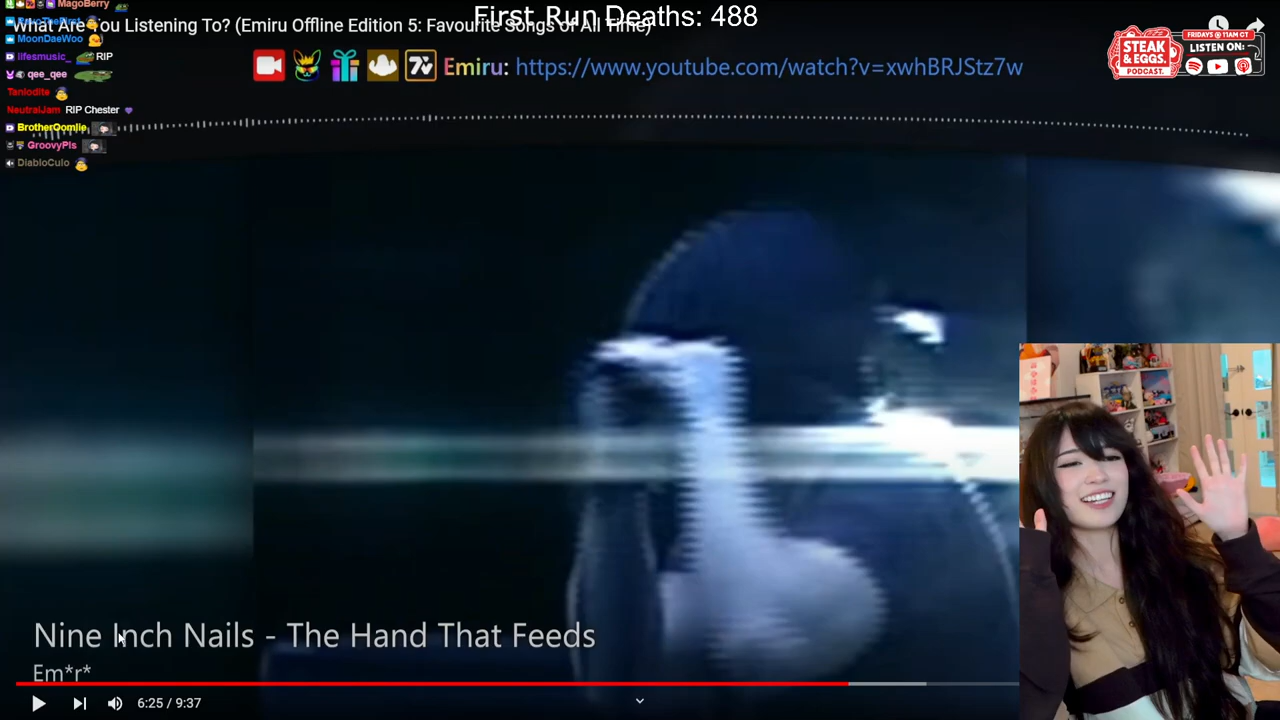 First Run Deaths: 488
What Are You Listening To? (Emiru Offline Edition 5: Favourite Songs of All Time)
MagoBerry
MoonDaeWoo
lifesmusic_ RIP
qee_qee
Taniodite
NeutralJam RIP Chester
BrotherOomlie
GroovyPls
DiabloCulo
Emiru: https://www.youtube.com/watch?v=xwhBRJStz7w
STEAK & EGGS. PODCAST.
FRIDAYS @ 11AM CT
LISTEN ON:
Nine Inch Nails - The Hand That Feeds
Em*r*
6:25 / 9:37